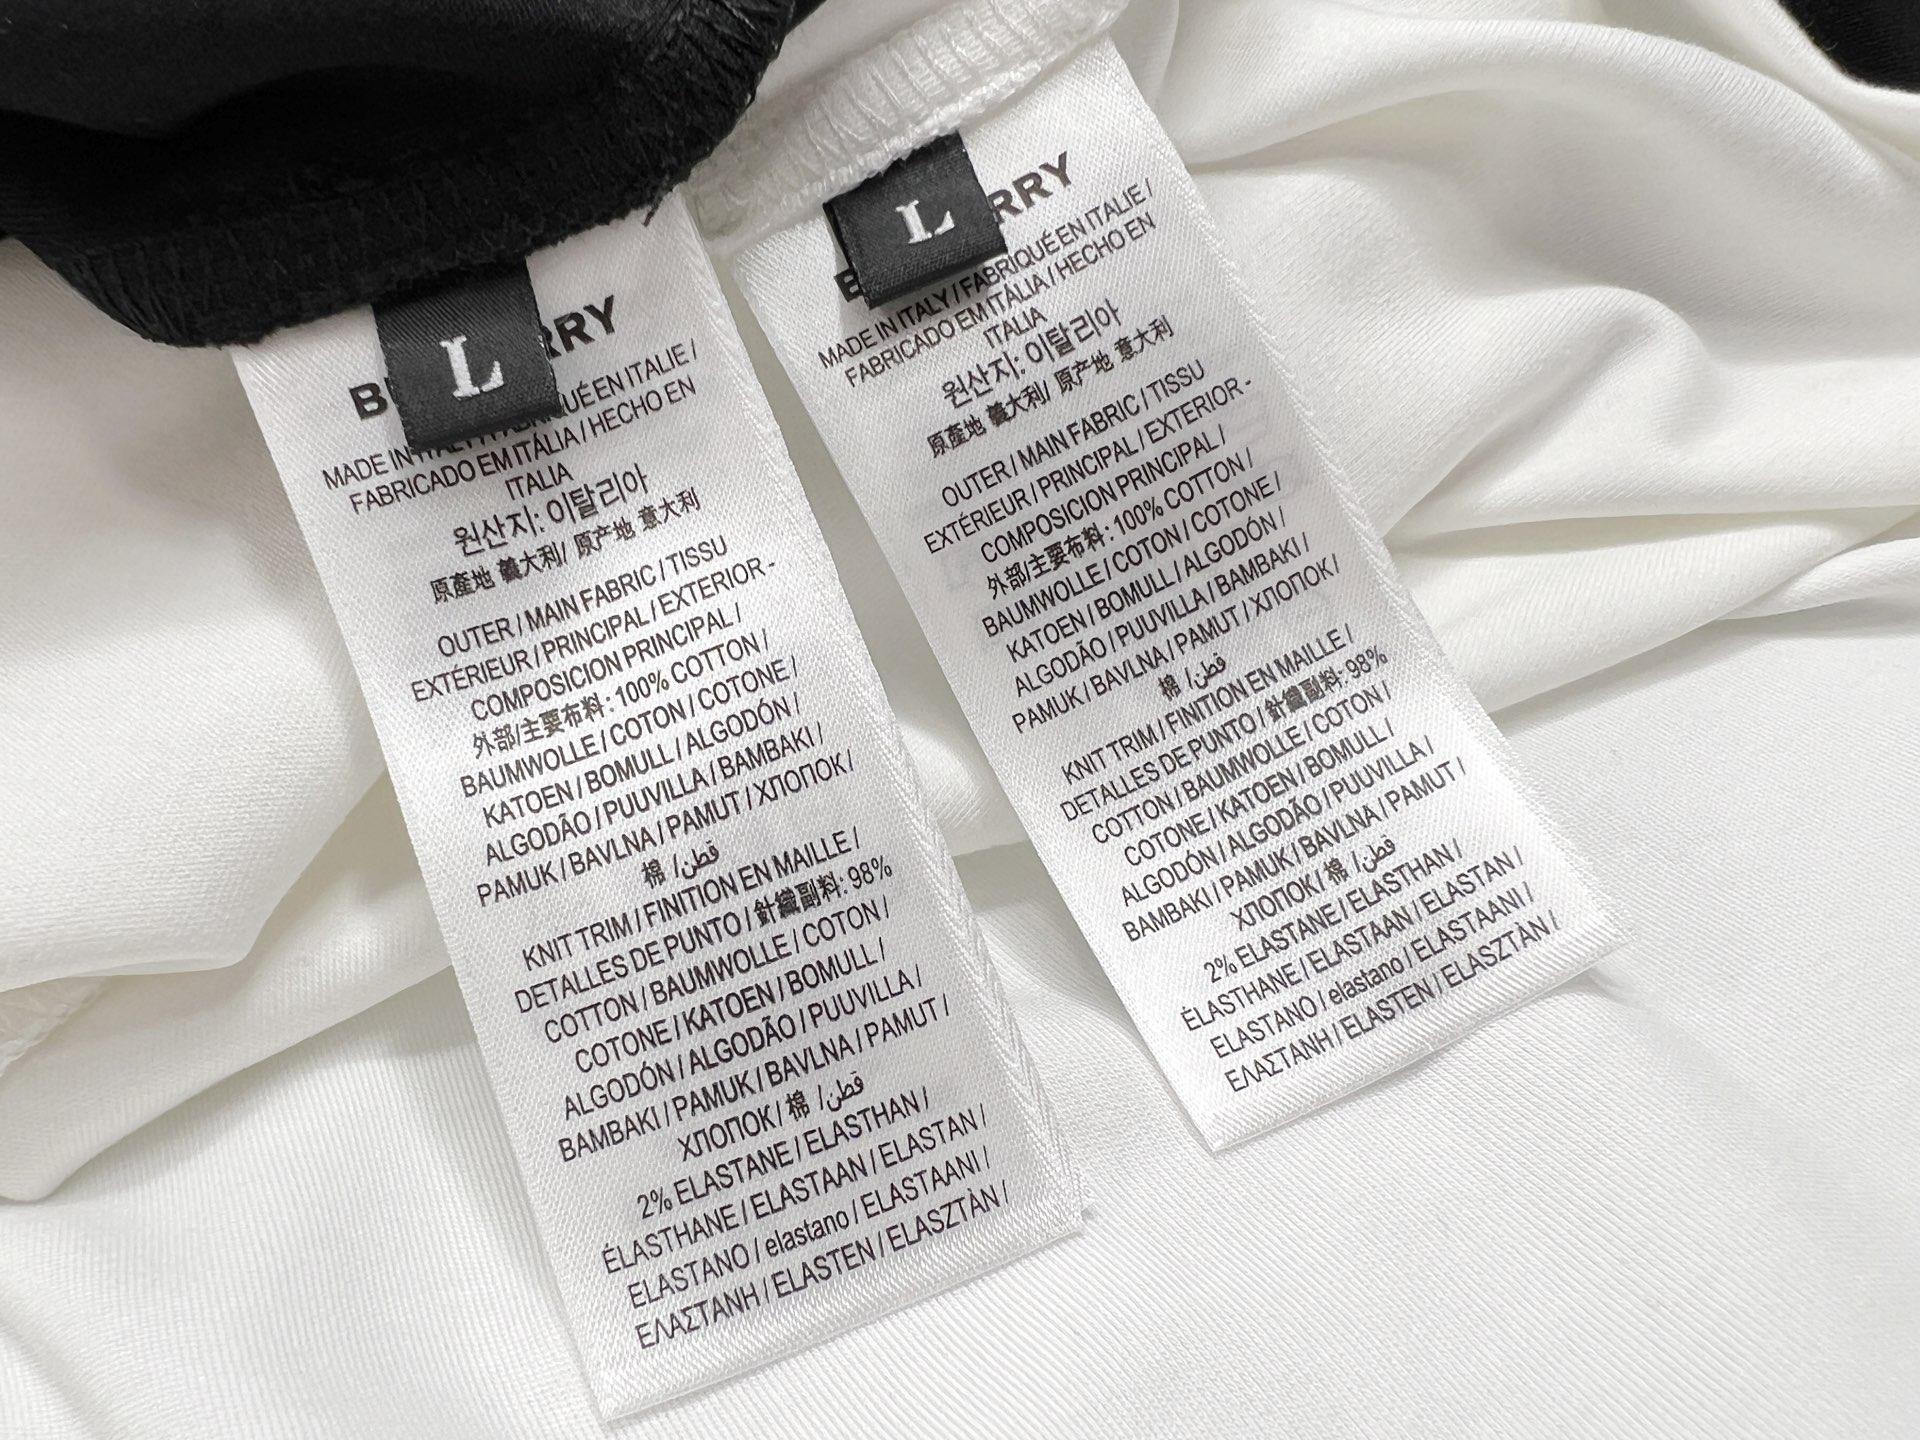 L
RRY
MADE IN ITALY / FABRIQUÉ EN ITALIE /
FABRICADO EM ITÁLIA / HECHO EN
ITALIA
원산지: 이탈리아
原產地 義大利/ 原产地 意大利
OUTER / MAIN FABRIC / TISSU
EXTÉRIEUR / PRINCIPAL / EXTERIOR -
COMPOSICION PRINCIPAL /
外部/主要布料: 100% COTTON /
BAUMWOLLE / COTON / COTONE /
KATOEN / BOMULL / ALGODÓN /
ALGODÃO / PUUVILLA / BAMBAKI /
PAMUK / BAVLNA / PAMUT / ХЛОПОК /
棉 /قطن
KNIT TRIM / FINITION EN MAILLE /
DETALLES DE PUNTO / 針織副料: 98%
COTTON / BAUMWOLLE / COTON /
COTONE / KATOEN / BOMULL /
ALGODÓN / ALGODÃO / PUUVILLA /
BAMBAKI / PAMUK / BAVLNA / PAMUT /
ХЛОПОК / 棉 /قطن
2% ELASTANE / ELASTHAN /
ÉLASTHANE / ELASTAAN / ELASTAN /
ELASTANO / elastano / ELASTAANI /
ΕΛΑΣΤΑΝΗ / ELASTEN / ELASZTÀN /
L
RRY
MADE IN ITALY / FABRIQUÉ EN ITALIE /
FABRICADO EM ITÁLIA / HECHO EN
ITALIA
원산지: 이탈리아
原產地 義大利/ 原产地 意大利
OUTER / MAIN FABRIC / TISSU
EXTÉRIEUR / PRINCIPAL / EXTERIOR -
COMPOSICION PRINCIPAL /
外部/主要布料: 100% COTTON /
BAUMWOLLE / COTON / COTONE /
KATOEN / BOMULL / ALGODÓN /
ALGODÃO / PUUVILLA / BAMBAKI /
PAMUK / BAVLNA / PAMUT / ХЛОПОК /
棉 /قطن
KNIT TRIM / FINITION EN MAILLE /
DETALLES DE PUNTO / 針織副料: 98%
COTTON / BAUMWOLLE / COTON /
COTONE / KATOEN / BOMULL /
ALGODÓN / ALGODÃO / PUUVILLA /
BAMBAKI / PAMUK / BAVLNA / PAMUT /
ХЛОПОК / 棉 /قطن
2% ELASTANE / ELASTHAN /
ÉLASTHANE / ELASTAAN / ELASTAN /
ELASTANO / elastano / ELASTAANI /
ΕΛΑΣΤΑΝΗ / ELASTEN / ELASZTÀN /